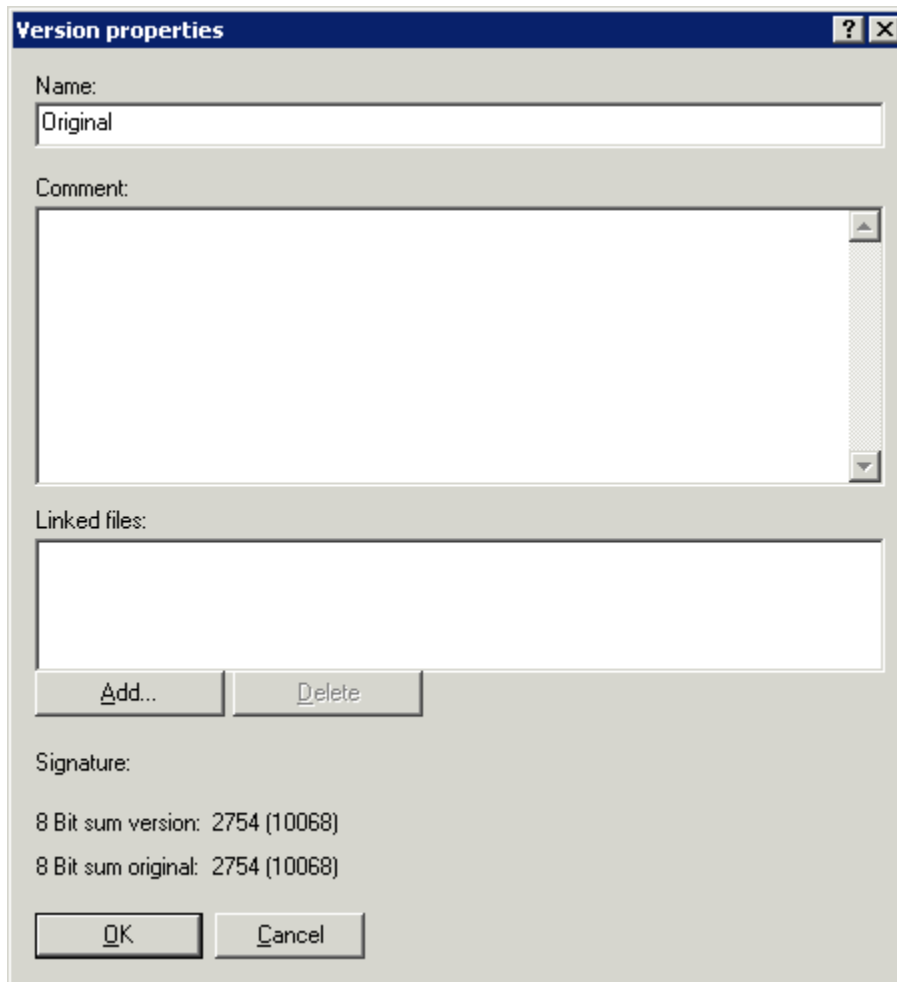 Version properties
Name:
Original
Comment:
Linked files:
Add... Delete
Signature:
8 Bit sum version: 2754 (10068)
8 Bit sum original: 2754 (10068)
OK Cancel